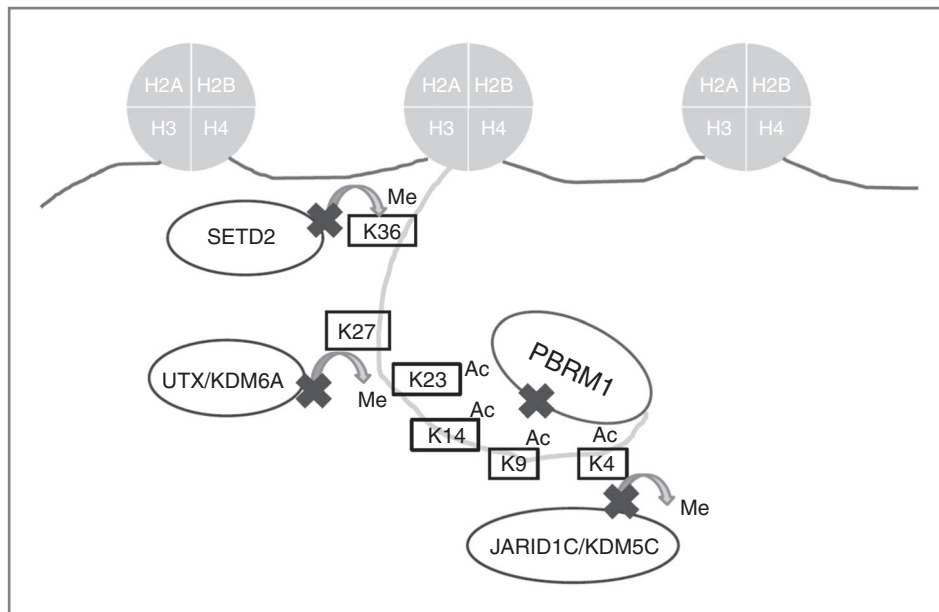 H2A H2B H2A H2B H2A H2B
H3 H4 H3 H4 H3 H4
Me
SETD2 K36
K27
PBRM1
UTX/KDM6A
Me
K23 Ac
Ac
K14
Ac
K9
Ac
K4
Me
JARID1C/KDM5C